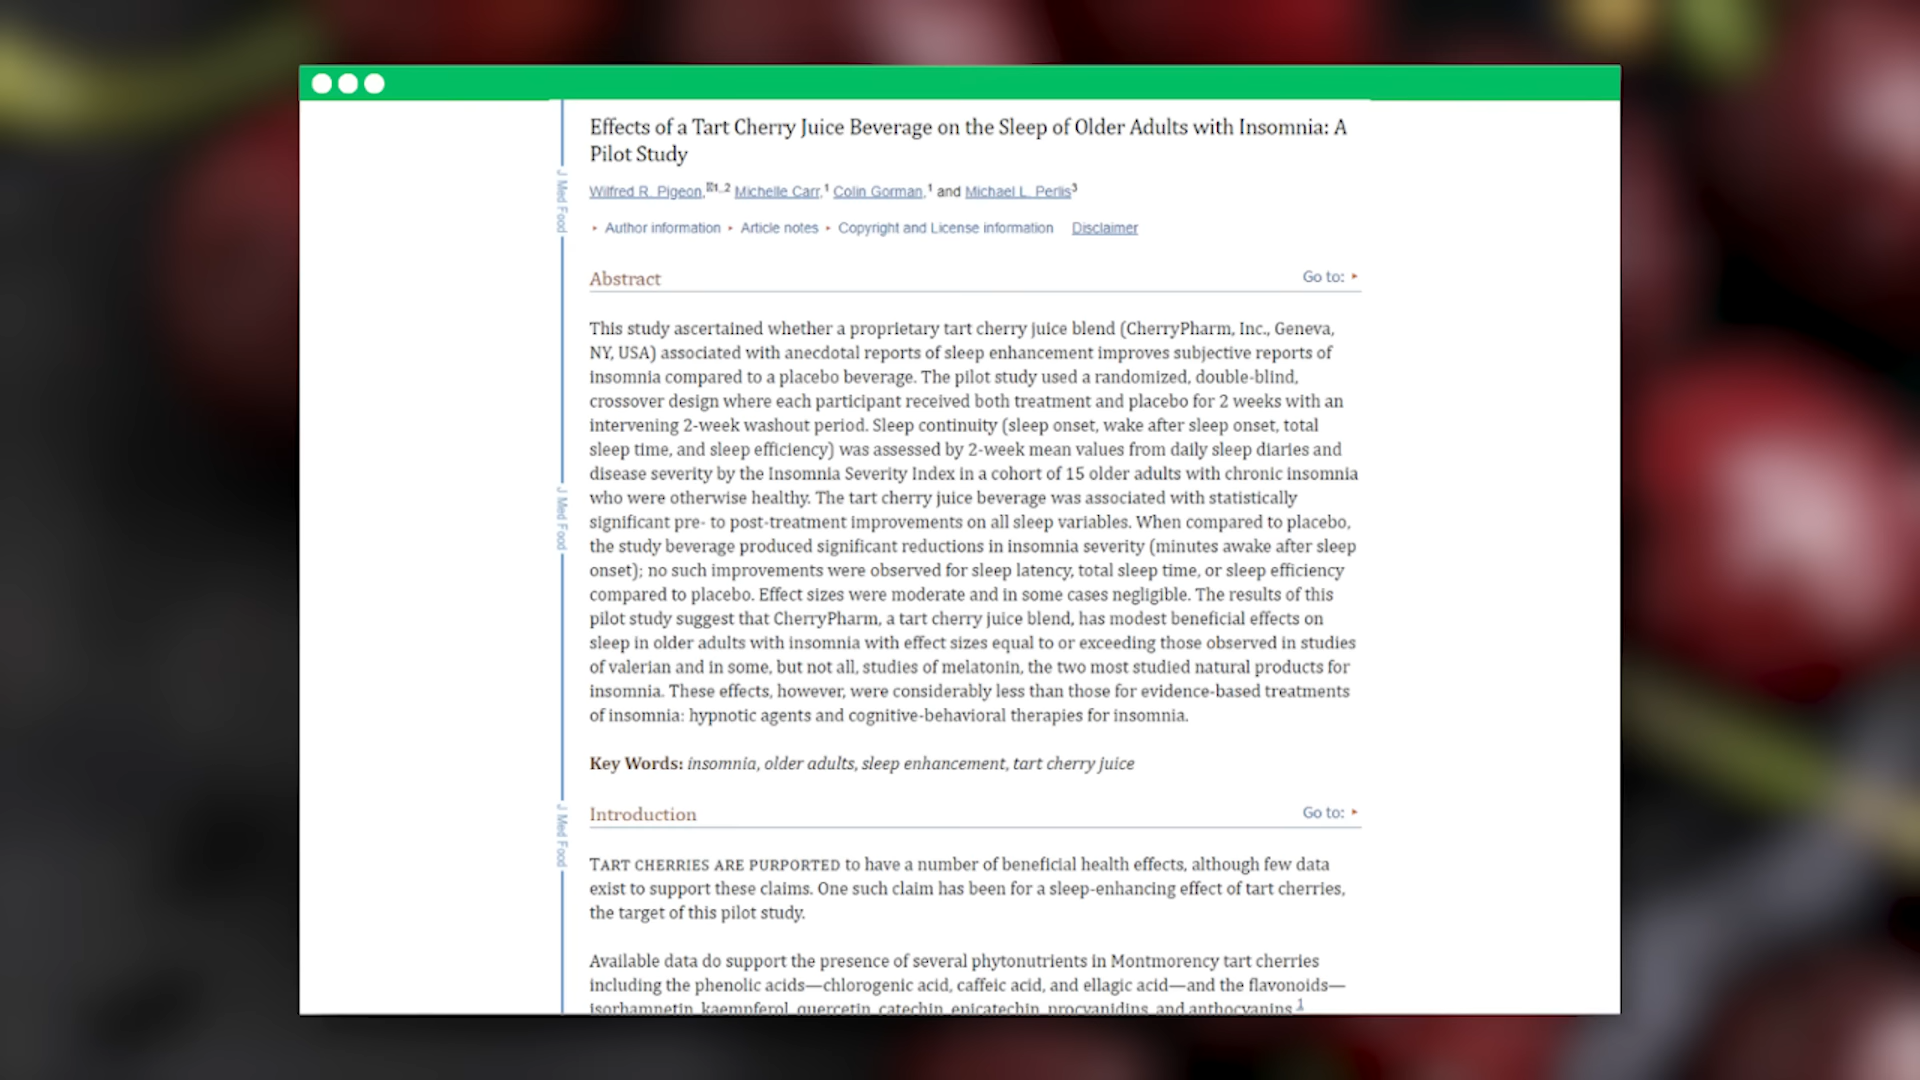 Effects of a Tart Cherry Juice Beverage on the Sleep of Older Adults with Insomnia: A
Pilot Study
Wilfred R. Pigeon,1,,2 Michelle Carr,1 Colin Gorman,1 and Michael L. Perlis3
Author information Article notes Copyright and License information Disclaimer
Abstract Go to:
This study ascertained whether a proprietary tart cherry juice blend (CherryPharm, Inc., Geneva,
NY, USA) associated with anecdotal reports of sleep enhancement improves subjective reports of
insomnia compared to a placebo beverage. The pilot study used a randomized, double-blind,
crossover design where each participant received both treatment and placebo for 2 weeks with an
intervening 2-week washout period. Sleep continuity (sleep onset, wake after sleep onset, total
sleep time, and sleep efficiency) was assessed by 2-week mean values from daily sleep diaries and
disease severity by the Insomnia Severity Index in a cohort of 15 older adults with chronic insomnia
who were otherwise healthy. The tart cherry juice beverage was associated with statistically
significant pre- to post-treatment improvements on all sleep variables. When compared to placebo,
the study beverage produced significant reductions in insomnia severity (minutes awake after sleep
onset); no such improvements were observed for sleep latency, total sleep time, or sleep efficiency
compared to placebo. Effect sizes were moderate and in some cases negligible. The results of this
pilot study suggest that CherryPharm, a tart cherry juice blend, has modest beneficial effects on
sleep in older adults with insomnia with effect sizes equal to or exceeding those observed in studies
of valerian and in some, but not all, studies of melatonin, the two most studied natural products for
insomnia. These effects, however, were considerably less than those for evidence-based treatments
of insomnia: hypnotic agents and cognitive-behavioral therapies for insomnia.
Key Words: insomnia, older adults, sleep enhancement, tart cherry juice
Introduction Go to:
TART CHERRIES ARE PURPORTED to have a number of beneficial health effects, although few data
exist to support these claims. One such claim has been for a sleep-enhancing effect of tart cherries,
the target of this pilot study.
Available data do support the presence of several phytonutrients in Montmorency tart cherries
including the phenolic acids—chlorogenic acid, caffeic acid, and ellagic acid—and the flavonoids—
isorhamnetin, kaempferol, quercetin, catechin, epicatechin, procyanidins, and anthocyanins.1
J Med Food
J Med Food
J Med Food